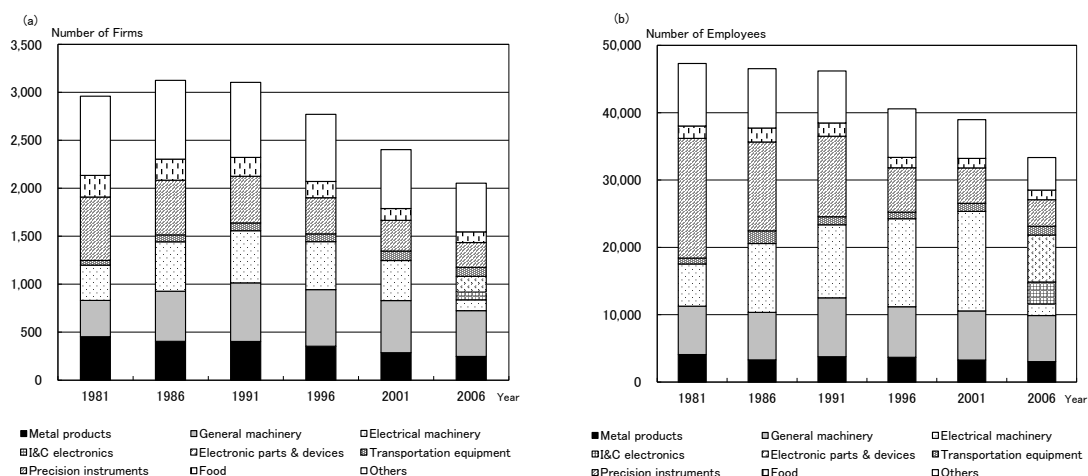 (a)
Number of Firms
3,500
3,000
2,500
2,000
1,500
1,000
500
0
1981 1986 1991 1996 2001 2006 Year
■Metal products □General machinery □Electrical machinery
□I&C electronics □Electronic parts & devices □Transportation equipment
□Precision instruments □Food □Others
(b)
Number of Employees
50,000
40,000
30,000
20,000
10,000
0
1981 1986 1991 1996 2001 2006 Year
■Metal products □General machinery □Electrical machinery
□I&C electronics □Electronic parts & devices □Transportation equipment
□Precision instruments □Food □Others